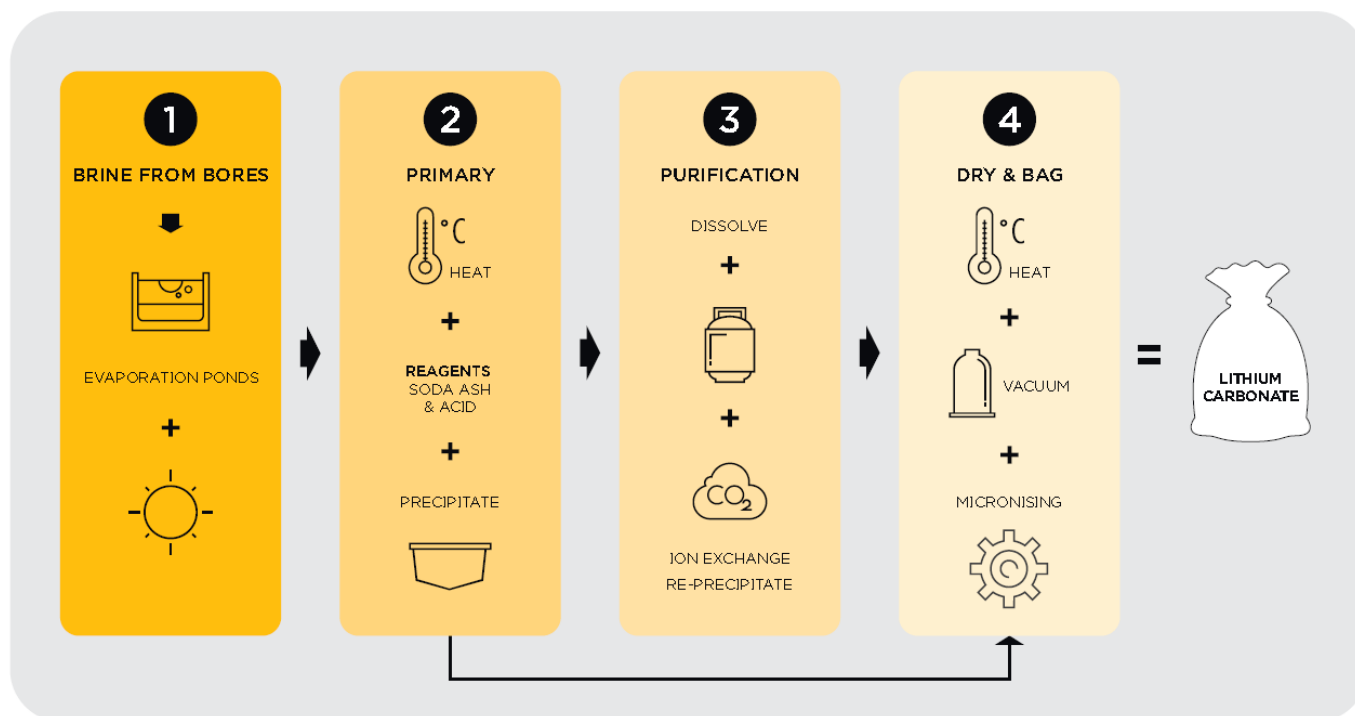 1
BRINE FROM BORES
EVAPORATION PONDS
+
2
PRIMARY
°C
HEAT
+
REAGENTS
SODA ASH
& ACID
+
PRECIPITATE
3
PURIFICATION
DISSOLVE
+
+
CO₂
ION EXCHANGE
RE-PRECIPITATE
4
DRY & BAG
°C
HEAT
+
VACUUM
+
MICRONISING
=
LITHIUM
CARBONATE